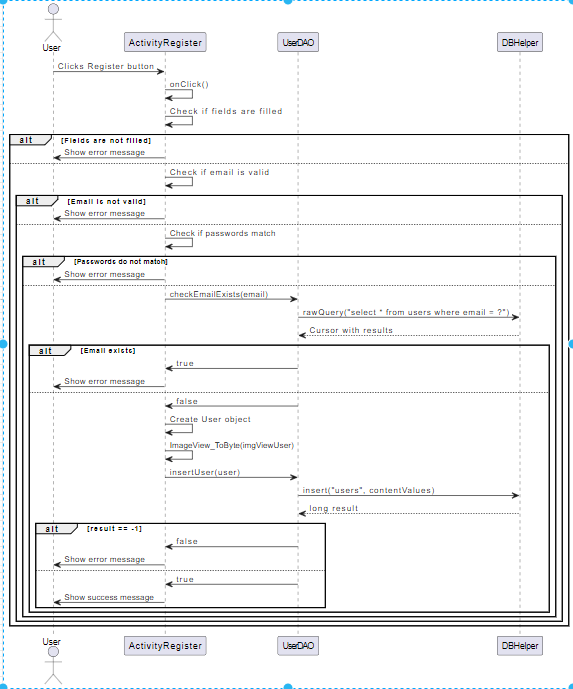 User
ActivityRegister
UserDAO
DBHelper
Clicks Register button
onClick()
Check if fields are filled
alt [Fields are not filled]
Show error message
Check if email is valid
alt [Email is not valid]
Show error message
Check if passwords match
alt [Passwords do not match]
Show error message
checkEmailExists(email)
rawQuery("select * from users where email = ?")
Cursor with results
alt [Email exists]
true
Show error message
false
Create User object
ImageView_ToByte(imgViewUser)
insertUser(user)
insert("users", contentValues)
long result
alt [result == -1]
false
Show error message
true
Show success message
User
ActivityRegister
UserDAO
DBHelper